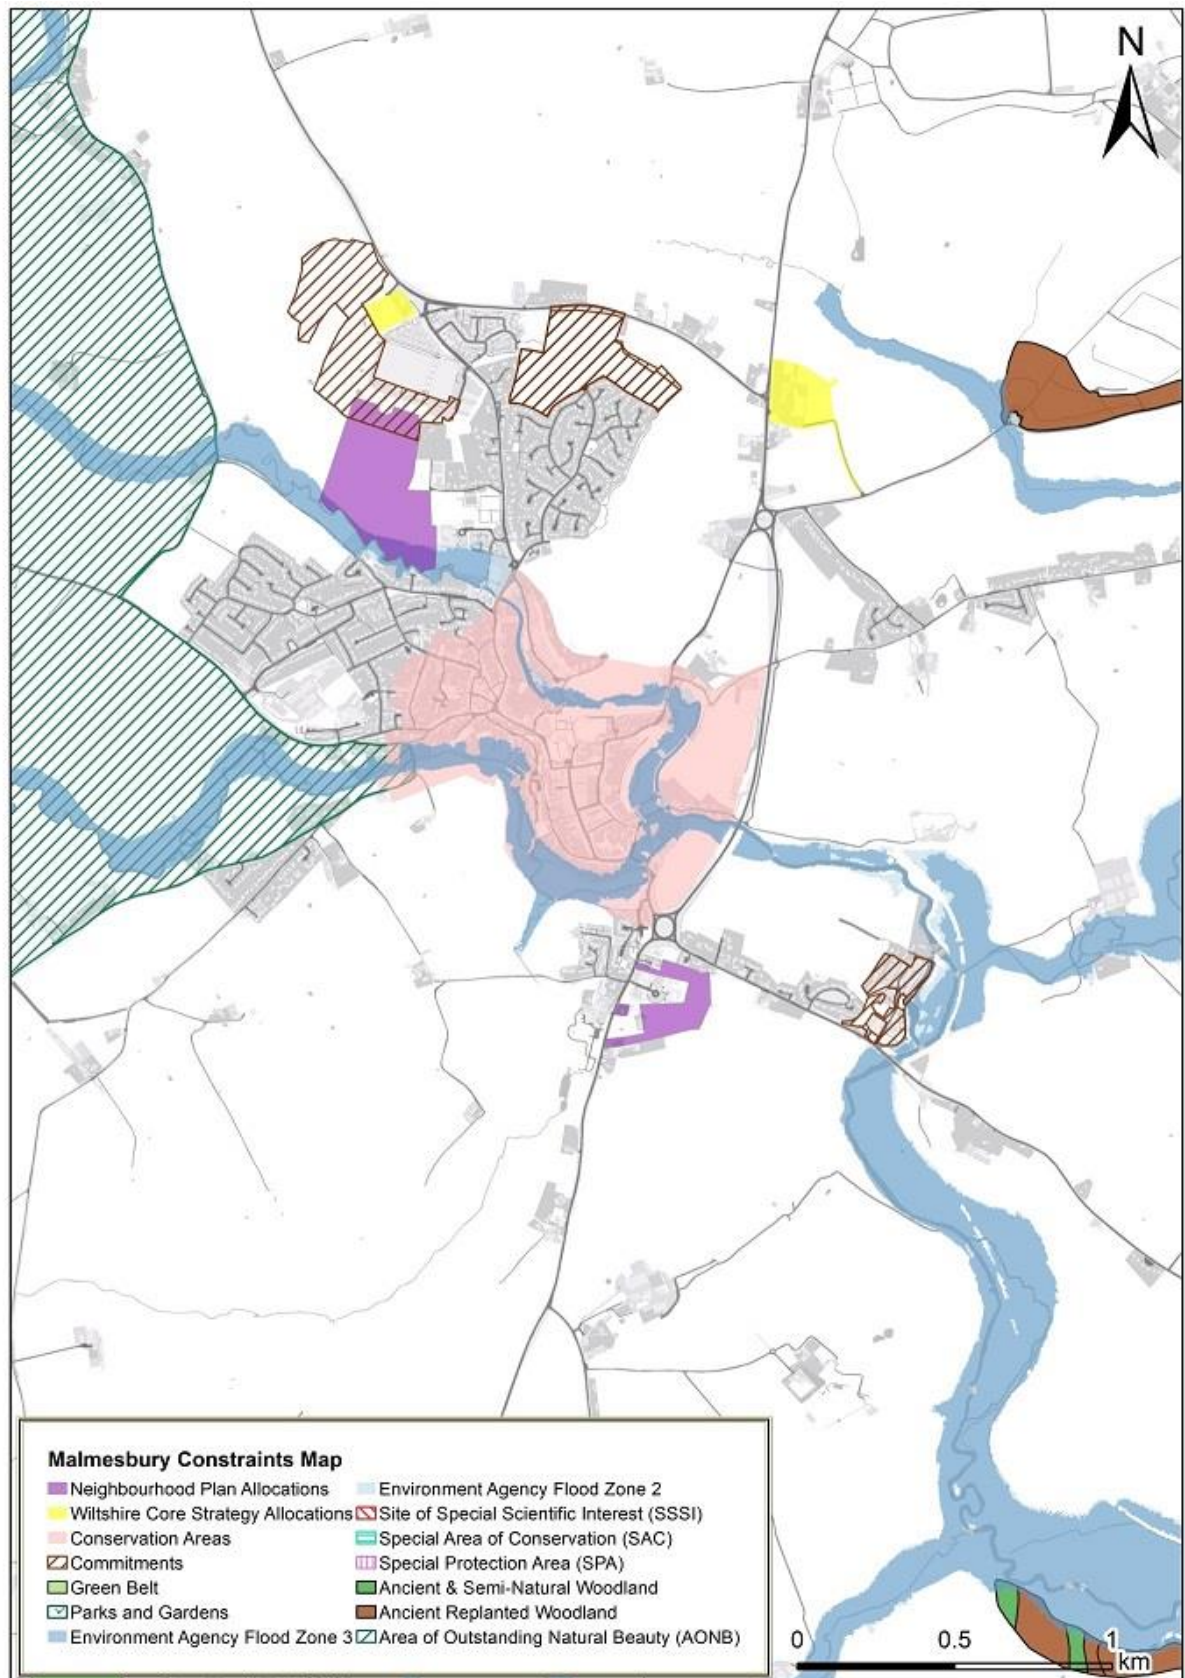 N
Malmesbury Constraints Map
Neighbourhood Plan Allocations
Environment Agency Flood Zone 2
Wiltshire Core Strategy Allocations
Site of Special Scientific Interest (SSSI)
Conservation Areas
Special Area of Conservation (SAC)
Commitments
Special Protection Area (SPA)
Green Belt
Ancient & Semi-Natural Woodland
Parks and Gardens
Ancient Replanted Woodland
Environment Agency Flood Zone 3
Area of Outstanding Natural Beauty (AONB)
0 0.5 1
km